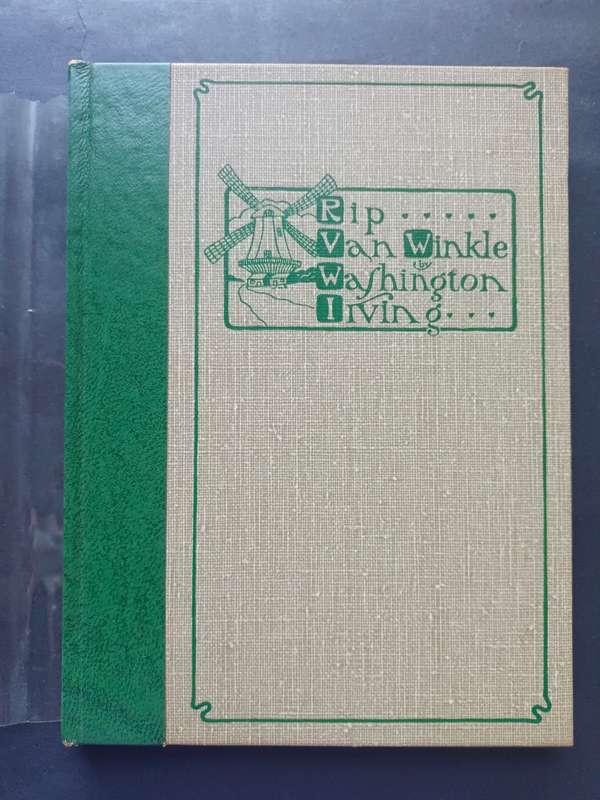 Rip
Van Winkle
by
Washington
Irving